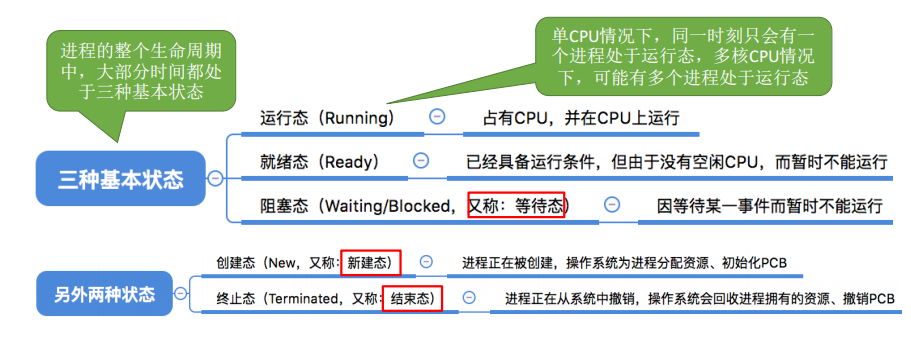 进程的整个生命周期
中，大部分时间都处
于三种基本状态
单CPU情况下，同一时刻只会有一
个进程处于运行态，多核CPU情况
下，可能有多个进程处于运行态
三种基本状态
运行态（Running）
占有CPU，并在CPU上运行
就绪态（Ready）
已经具备运行条件，但由于没有空闲CPU，而暂时不能运行
阻塞态（Waiting/Blocked，又称：等待态）
因等待某一事件而暂时不能运行
另外两种状态
创建态（New，又称：新建态）
进程正在被创建，操作系统为进程分配资源、初始化PCB
终止态（Terminated，又称：结束态）
进程正在从系统中撤销，操作系统会回收进程拥有的资源、撤销PCB